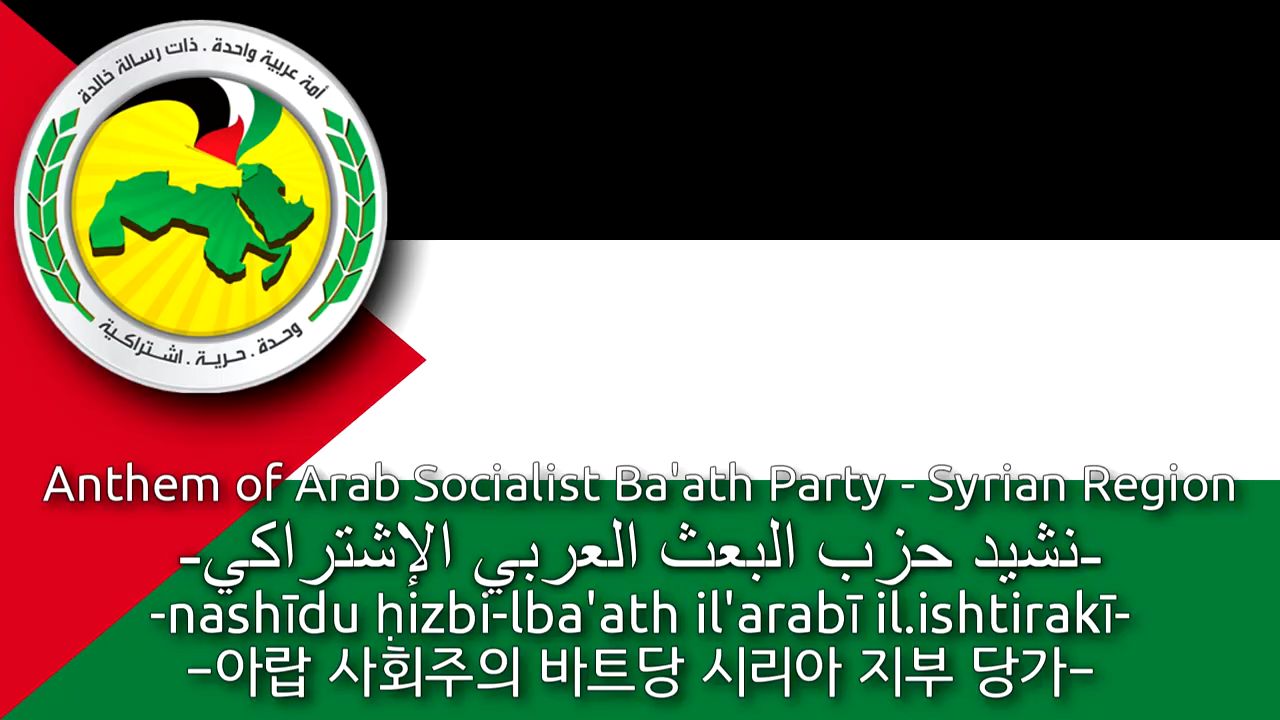 أمة عربية واحدة . ذات رسالة خالدة
وحدة . حرية . اشتراكية
Anthem of Arab Socialist Ba'ath Party - Syrian Region
-نشيد حزب البعث العربي الإشتراكي-
-nashīdu ḥizbi-lba'ath il'arabī il.ishtirakī-
–아랍 사회주의 바트당 시리아 지부 당가–